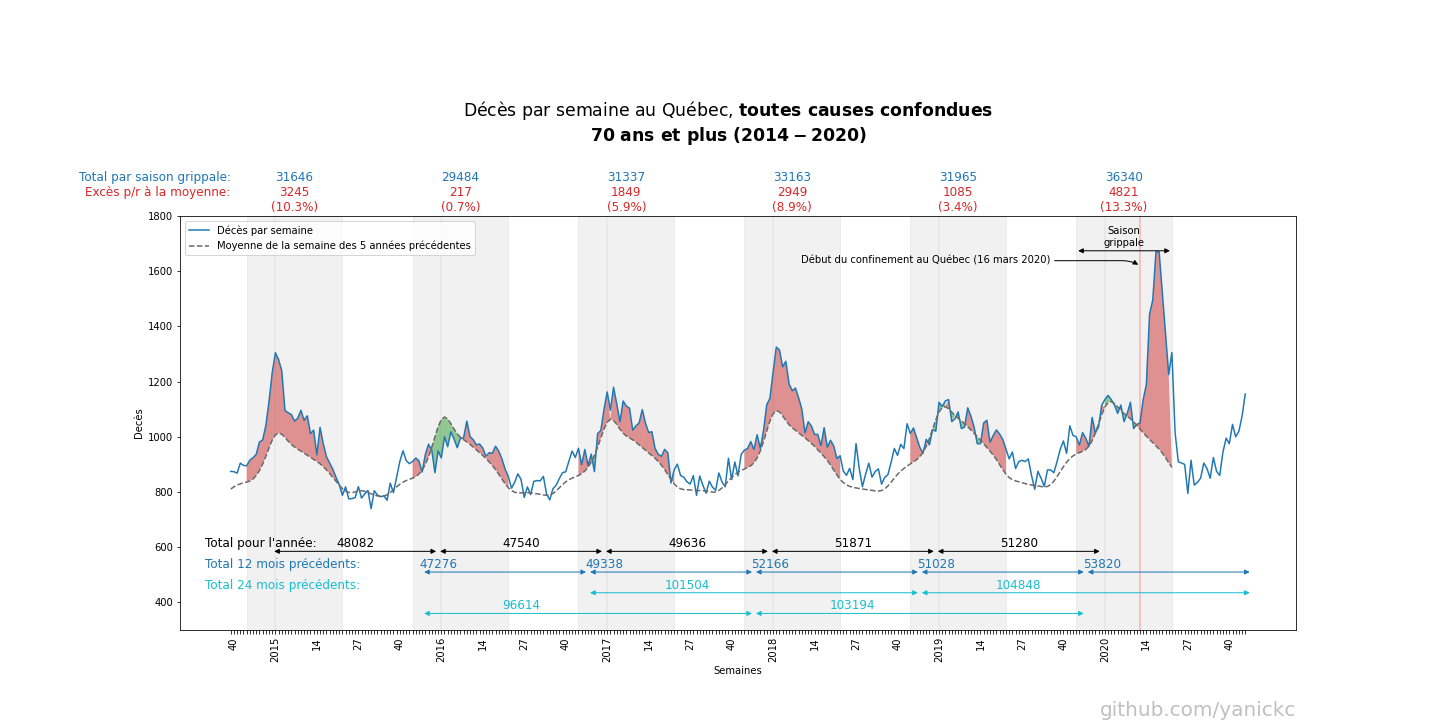 Décès par semaine au Québec, toutes causes confondues
70 ans et plus (2014 – 2020)
Total par saison grippale: 31646 29484 31337 33163 31965 36340
Excès p/r à la moyenne: 3245 217 1849 2949 1085 4821
(10.3%) (0.7%) (5.9%) (8.9%) (3.4%) (13.3%)
1800
Décès par semaine
Moyenne de la semaine des 5 années précédentes
Saison
grippale
Début du confinement au Québec (16 mars 2020)
1600
1400
1200
1000
800
600
400
Decès
Total pour l'année: 48082 47540 49636 51871 51280
Total 12 mois précédents: 47276 49338 52166 51028 53820
Total 24 mois précédents: 101504 104848
96614 103194
40 2015 14 27 40 2016 14 27 40 2017 14 27 40 2018 14 27 40 2019 14 27 40 2020 14 27 40
Semaines
github.com/yanickc